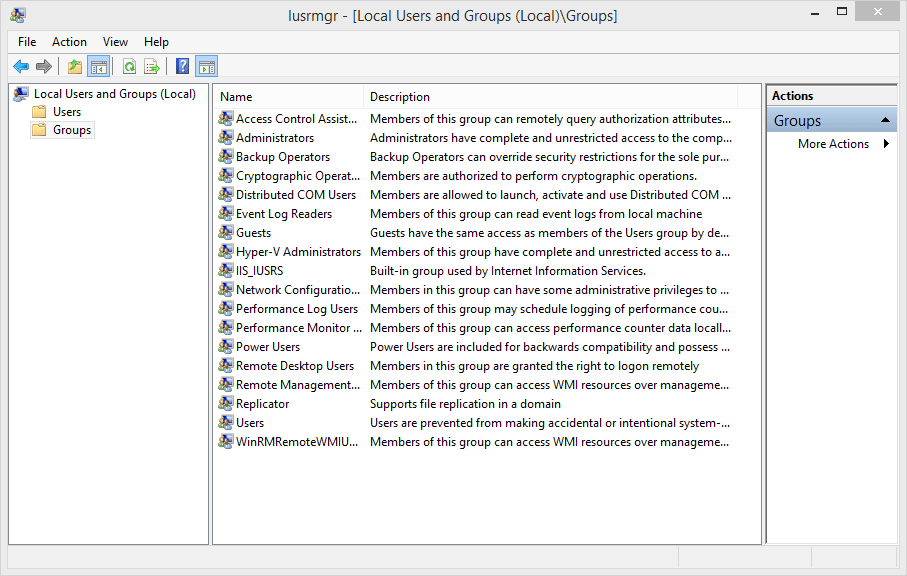 lusrmgr - [Local Users and Groups (Local)\Groups]
File Action View Help
Local Users and Groups (Local)
Users
Groups
Name Description
Access Control Assist... Members of this group can remotely query authorization attributes...
Administrators Administrators have complete and unrestricted access to the comp...
Backup Operators Backup Operators can override security restrictions for the sole pur...
Cryptographic Operat... Members are authorized to perform cryptographic operations.
Distributed COM Users Members are allowed to launch, activate and use Distributed COM ...
Event Log Readers Members of this group can read event logs from local machine
Guests Guests have the same access as members of the Users group by de...
Hyper-V Administrators Members of this group have complete and unrestricted access to a...
IIS_IUSRS Built-in group used by Internet Information Services.
Network Configuratio... Members in this group can have some administrative privileges to ...
Performance Log Users Members of this group may schedule logging of performance cou...
Performance Monitor ... Members of this group can access performance counter data locall...
Power Users Power Users are included for backwards compatibility and possess ...
Remote Desktop Users Members in this group are granted the right to logon remotely
Remote Management... Members of this group can access WMI resources over manageme...
Replicator Supports file replication in a domain
Users Users are prevented from making accidental or intentional system-...
WinRMRemoteWMIU... Members of this group can access WMI resources over manageme...
Actions
Groups
More Actions